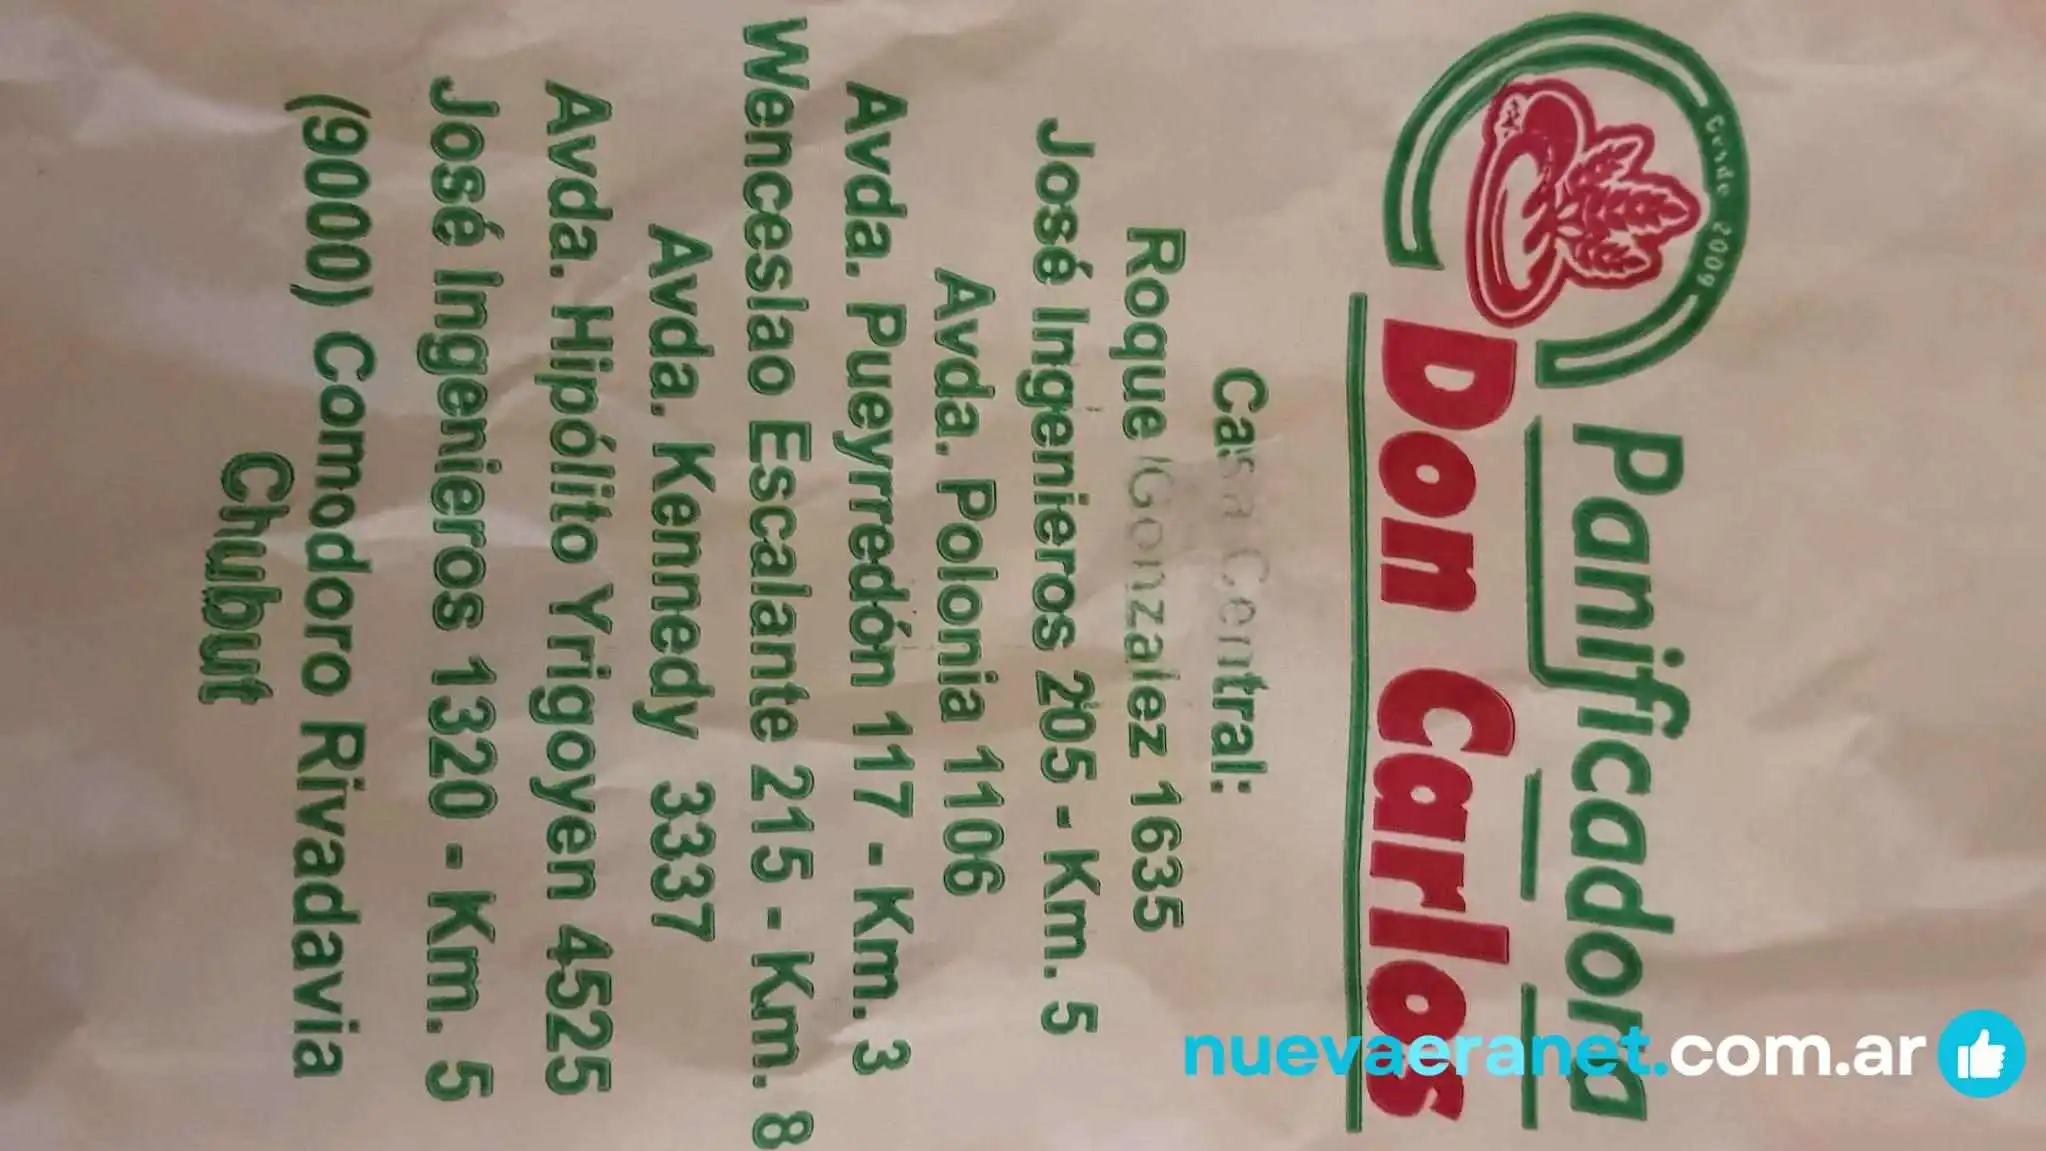 Desde 2009
Panificadora
Don Carlos
Casa Central:
Roque Gonzalez 1635
José Ingenieros 205 - Km. 5
Avda. Polonia 1106
Avda. Pueyrredón 117 - Km. 3
Wenceslao Escalante 215 - Km. 8
Avda. Kennedy 3337
Avda. Hipólito Yrigoyen 4525
José Ingenieros 1320 - Km. 5
(9000) Comodoro Rivadavia
Chubut
nuevaeranet.com.ar